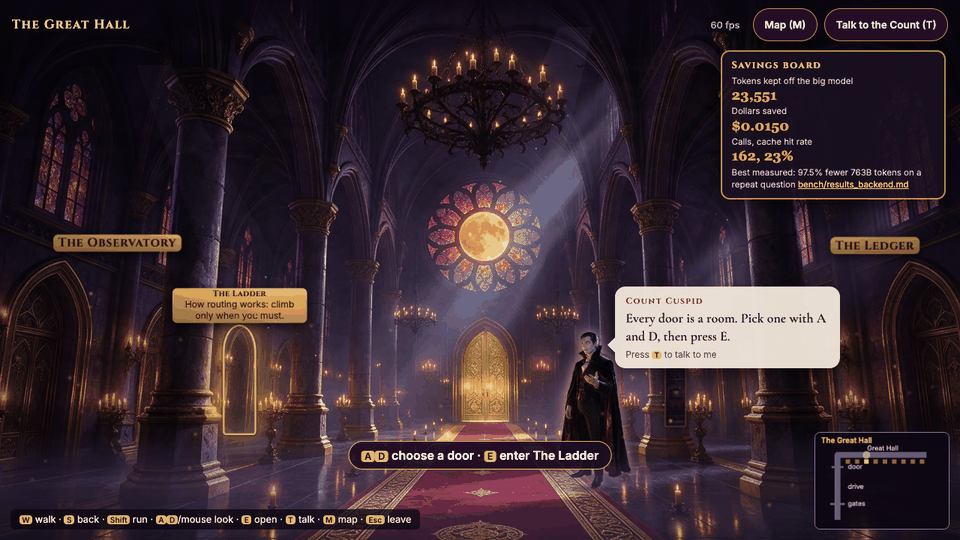 The Great Hall
60 fps
Map (M)
Talk to the Count (T)
Savings board
Tokens kept off the big model
23,551
Dollars saved
$0.0150
Calls, cache hit rate
162, 23%
Best measured: 97.5% fewer 763B tokens on a
repeat question bench/results_backend.md
The Observatory
The Ledger
The Ladder
How routing works: climb
only when you must.
Count Cuspid
Every door is a room. Pick one with A
and D, then press E.
Press T to talk to me
A D choose a door · E enter The Ladder
The Great Hall
Great Hall
door
drive
gates
W walk · S back · Shift run · A D/mouse look · E open · T talk · M map · Esc leave